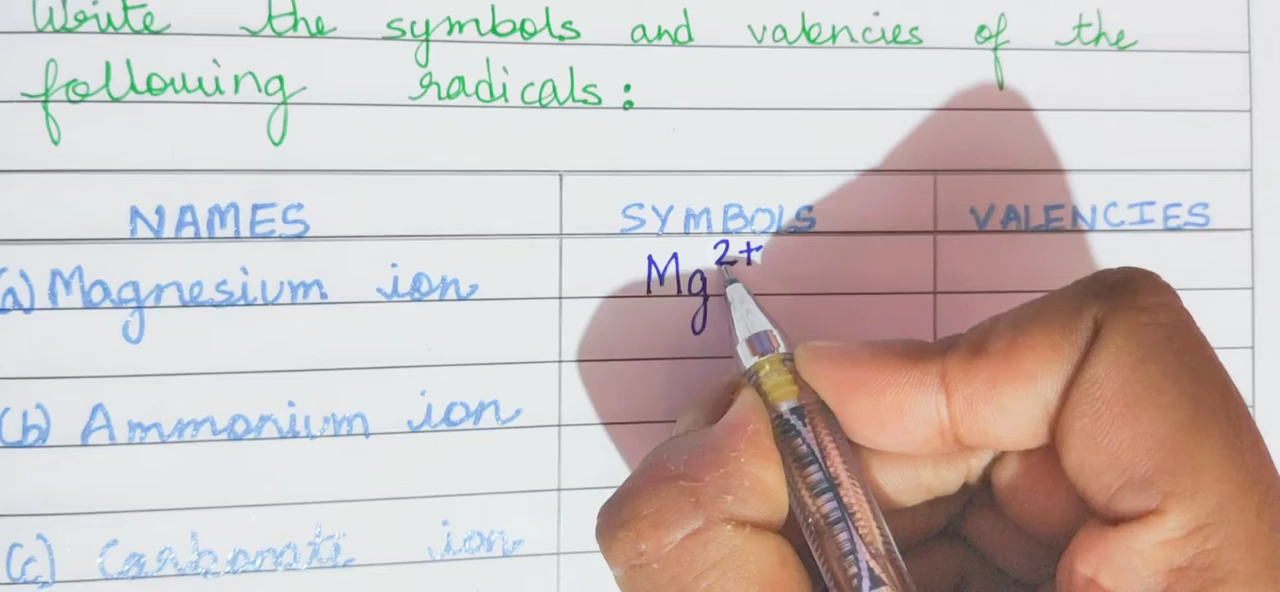 Write the symbols and valencies of the
following radicals:
NAMES SYMBOLS VALENCIES
(a) Magnesium ion Mg²⁺
(b) Ammonium ion
(c) Carbonate ion